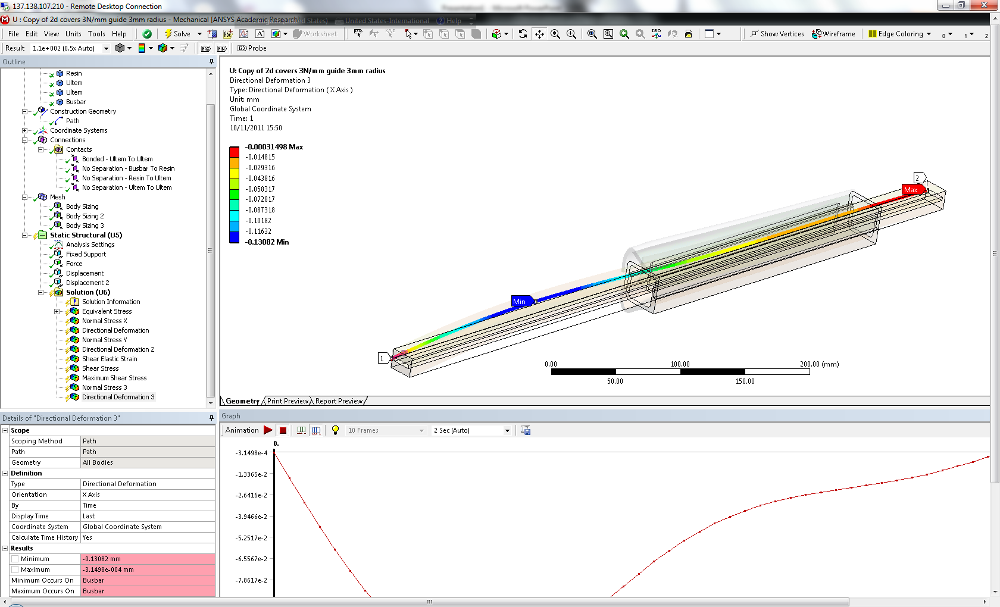 137.138.107.210 - Remote Desktop Connection
U : Copy of 2d covers 3N/mm guide 3mm radius - Mechanical [ANSYS Academic Research]
United States-International
Help
File Edit View Units Tools Help
Solve
Worksheet
Show Vertices
Wireframe
Edge Coloring
0
1
2
Result 1.1e+002 (0.5x Auto)
MAX
MIN
Probe
Outline
Resin
Ultem
Ultem
Busbar
Construction Geometry
Path
Coordinate Systems
Connections
Contacts
Bonded - Ultem To Ultem
No Separation - Busbar To Resin
No Separation - Resin To Ultem
No Separation - Ultem To Ultem
Mesh
Body Sizing
Body Sizing 2
Body Sizing 3
Static Structural (U5)
Analysis Settings
Fixed Support
Force
Displacement
Displacement 2
Solution (U6)
Solution Information
Equivalent Stress
Normal Stress X
Directional Deformation
Normal Stress Y
Directional Deformation 2
Shear Elastic Strain
Shear Stress
Maximum Shear Stress
Normal Stress 3
Directional Deformation 3
U: Copy of 2d covers 3N/mm guide 3mm radius
Directional Deformation 3
Type: Directional Deformation ( X Axis )
Unit: mm
Global Coordinate System
Time: 1
10/11/2011 15:50
-0.00031498 Max
-0.014815
-0.029316
-0.043816
-0.058317
-0.072817
-0.087318
-0.10182
-0.11632
-0.13082 Min
2
Max
Min
1
0.00 100.00 200.00 (mm)
50.00 150.00
Geometry Print Preview Report Preview
Details of "Directional Deformation 3"
Scope
Scoping Method Path
Path Path
Geometry All Bodies
Definition
Type Directional Deformation
Orientation X Axis
By Time
Display Time Last
Coordinate System Global Coordinate System
Calculate Time History Yes
Results
Minimum -0.13082 mm
Maximum -3.1498e-004 mm
Minimum Occurs On Busbar
Maximum Occurs On Busbar
Graph
Animation 10 Frames 2 Sec (Auto)
0.
-3.1498e-4
-1.3365e-2
-2.6416e-2
-3.9466e-2
-5.2517e-2
-6.5567e-2
-7.8617e-2